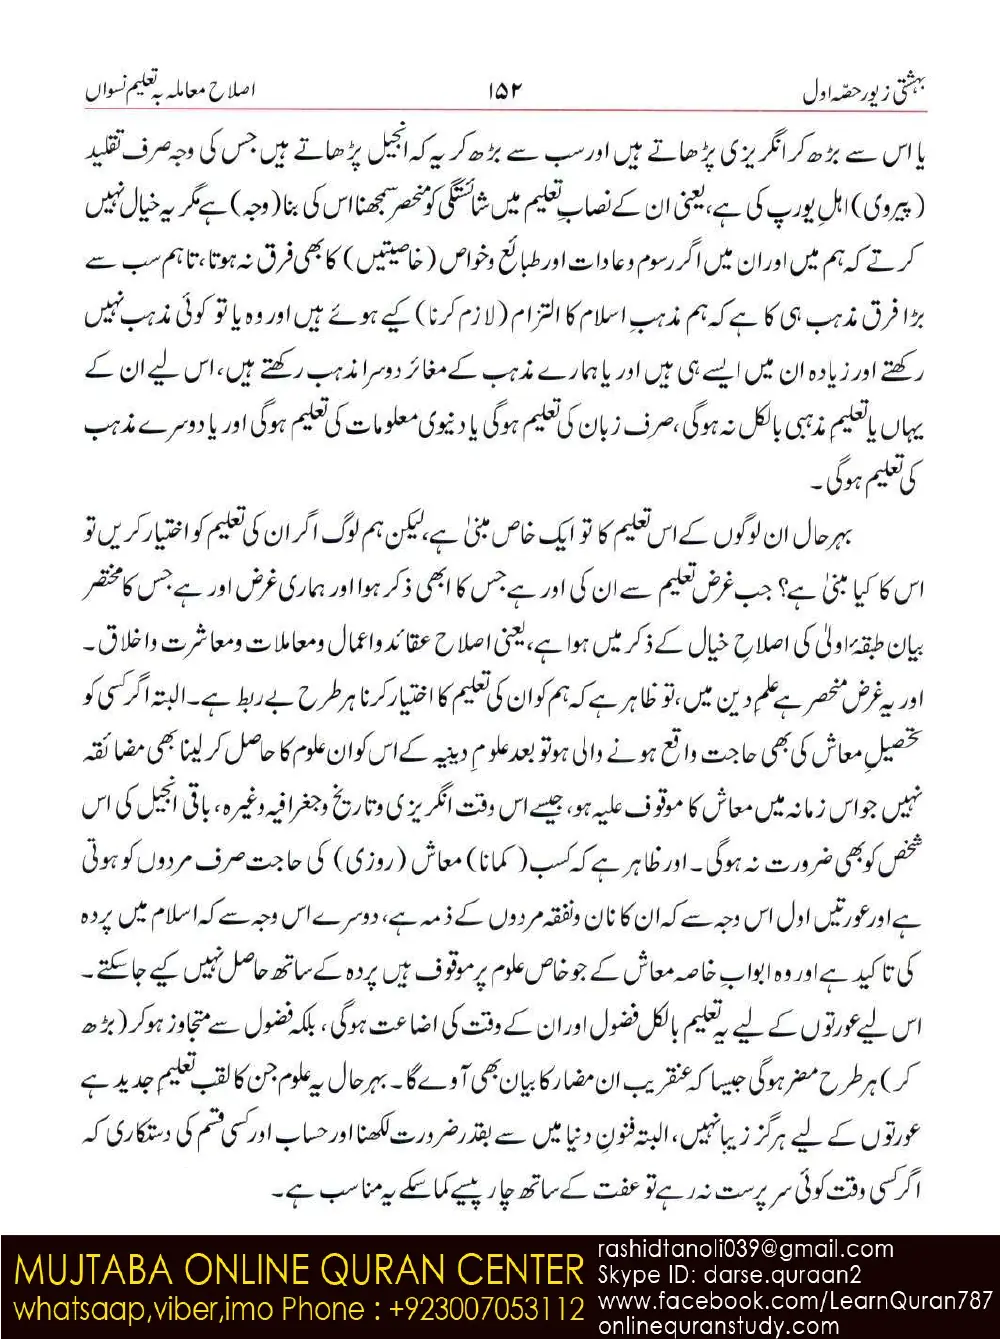 بہشتی زیور حصّہ اول ۱۵۲ اصلاح معاملہ بہ تعلیم نسواں
یا اس سے بڑھ کر انگریزی پڑھاتے ہیں اور سب سے بڑھ کر یہ کہ انجیل پڑھاتے ہیں جس کی وجہ صرف تقلید
(پیروی) اہلِ یورپ کی ہے، یعنی ان کے نصابِ تعلیم میں شائستگی کو منحصر سمجھنا اس کی بنا (وجہ) ہے مگر یہ خیال نہیں
کرتے کہ ہم میں اور ان میں اگر رسوم و عادات اور طبائع وخواص (خاصیتیں) کا بھی فرق نہ ہوتا، تاہم سب سے
بڑا فرق مذہب ہی کا ہے کہ ہم مذہبِ اسلام کا التزام (لازم کرنا) کیے ہوئے ہیں اور وہ یا تو کوئی مذہب نہیں
رکھتے اور زیادہ ان میں ایسے ہی ہیں اور یا ہمارے مذہب کے مغائر دوسرا مذہب رکھتے ہیں، اس لیے ان کے
یہاں یا تعلیمِ مذہبی بالکل نہ ہوگی، صرف زبان کی تعلیم ہوگی یا دنیوی معلومات کی تعلیم ہوگی اور یا دوسرے مذہب
کی تعلیم ہوگی۔
بہرحال ان لوگوں کے اس تعلیم کا تو ایک خاص مبنیٰ ہے، لیکن ہم لوگ اگر ان کی تعلیم کو اختیار کریں تو
اس کا کیا مبنیٰ ہے؟ جب غرض تعلیم سے ان کی اور ہے جس کا ابھی ذکر ہوا اور ہماری غرض اور ہے جس کا مختصر
بیان طبقۂ اولیٰ کی اصلاحِ خیال کے ذکر میں ہوا ہے، یعنی اصلاح عقائد واعمال ومعاملات ومعاشرت واخلاق۔
اور یہ غرض منحصر ہے علمِ دین میں، تو ظاہر ہے کہ ہم کو ان کی تعلیم کا اختیار کرنا ہر طرح بے ربط ہے۔ البتہ اگر کسی کو
تحصیلِ معاش کی بھی حاجت واقع ہونے والی ہو تو بعد علومِ دینیہ کے اس کو ان علوم کا حاصل کر لینا بھی مضائقہ
نہیں جو اس زمانہ میں معاش کا موقوف علیہ ہو، جیسے اس وقت انگریزی وتاریخ وجغرافیہ وغیرہ، باقی انجیل کی اس
شخص کو بھی ضرورت نہ ہوگی۔ اور ظاہر ہے کہ کسب (کمانا) معاش (روزی) کی حاجت صرف مردوں کو ہوتی
ہے اور عورتیں اول اس وجہ سے کہ ان کا نان ونفقہ مردوں کے ذمہ ہے، دوسرے اس وجہ سے کہ اسلام میں پردہ
کی تاکید ہے اور وہ ابوابِ خاصہ معاش کے جو خاص علوم پر موقوف ہیں پردہ کے ساتھ حاصل نہیں کیے جاسکتے۔
اس لیے عورتوں کے لیے یہ تعلیم بالکل فضول اور ان کے وقت کی اضاعت ہوگی، بلکہ فضول سے متجاوز ہوکر (بڑھ
کر) ہر طرح مضر ہوگی جیسا کہ عنقریب ان مضار کا بیان بھی آوے گا۔ بہرحال یہ علوم جن کا لقب تعلیمِ جدید ہے
عورتوں کے لیے ہرگز زیبا نہیں، البتہ فنونِ دنیا میں سے بقدرِ ضرورت لکھنا اور حساب اور کسی قسم کی دستکاری کہ
اگر کسی وقت کوئی سرپرست نہ رہے تو عفت کے ساتھ چار پیسے کما سکے یہ مناسب ہے۔
MUJTABA ONLINE QURAN CENTER
whatsaap,viber,imo Phone : +923007053112
rashidtanoli039@gmail.com
Skype ID: darse.quraan2
www.facebook.com/LearnQuran787
onlinequranstudy.com